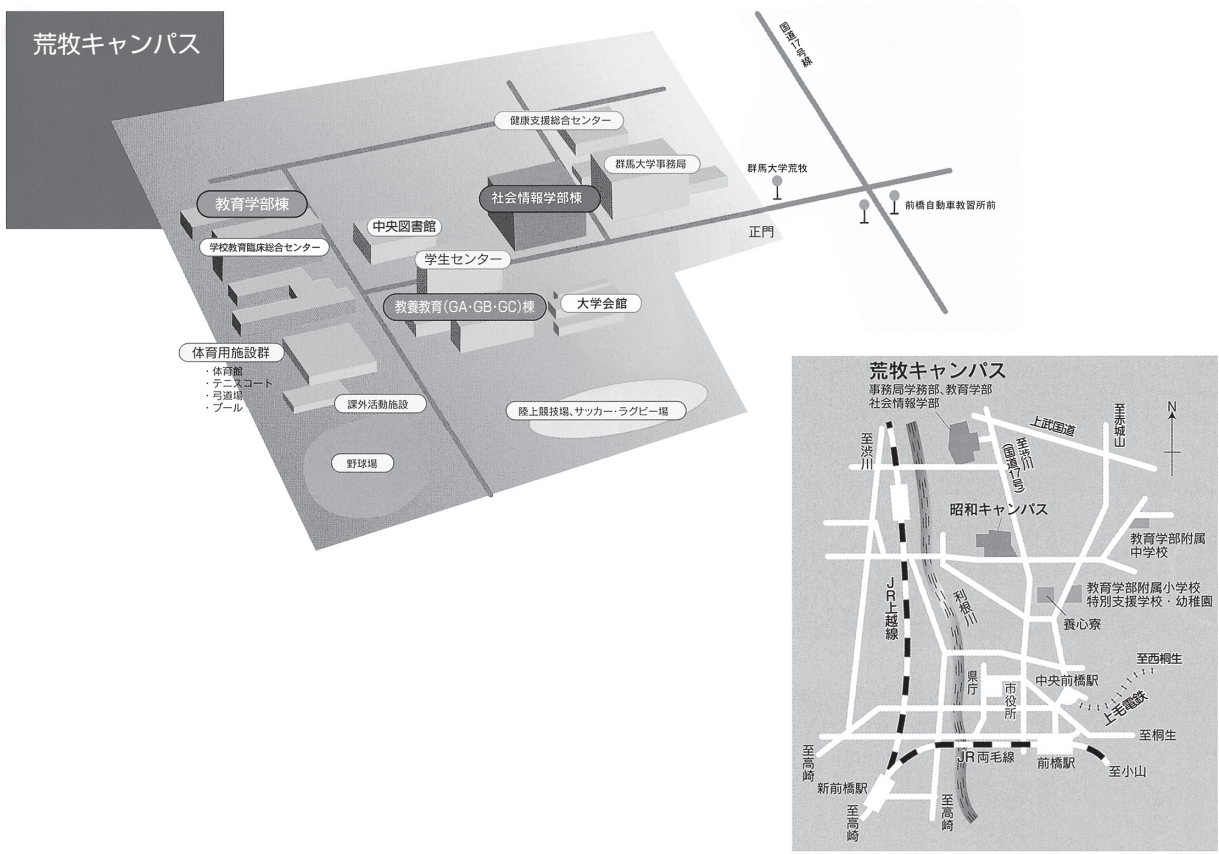 荒牧キャンパス
国道17号線
健康支援総合センター
群馬大学事務局
群馬大学荒牧
教育学部棟
社会情報学部棟
前橋自動車教習所前
中央図書館
正門
学校教育臨床総合センター
学生センター
教養教育(GA・GB・GC)棟
大学会館
体育用施設群
・体育館
・テニスコート
・弓道場
・プール
課外活動施設
陸上競技場、サッカー・ラグビー場
野球場
荒牧キャンパス
事務局学務部、教育学部
社会情報学部
至渋川
至渋川
(国道17号)
上武国道
至赤城山
N
昭和キャンパス
教育学部附属
中学校
JR上越線
利根川
教育学部附属小学校
特別支援学校・幼稚園
養心寮
至西桐生
中央前橋駅
県庁
市役所
上毛電鉄
至桐生
至高崎
JR両毛線
前橋駅
至小山
新前橋駅
至高崎
至高崎